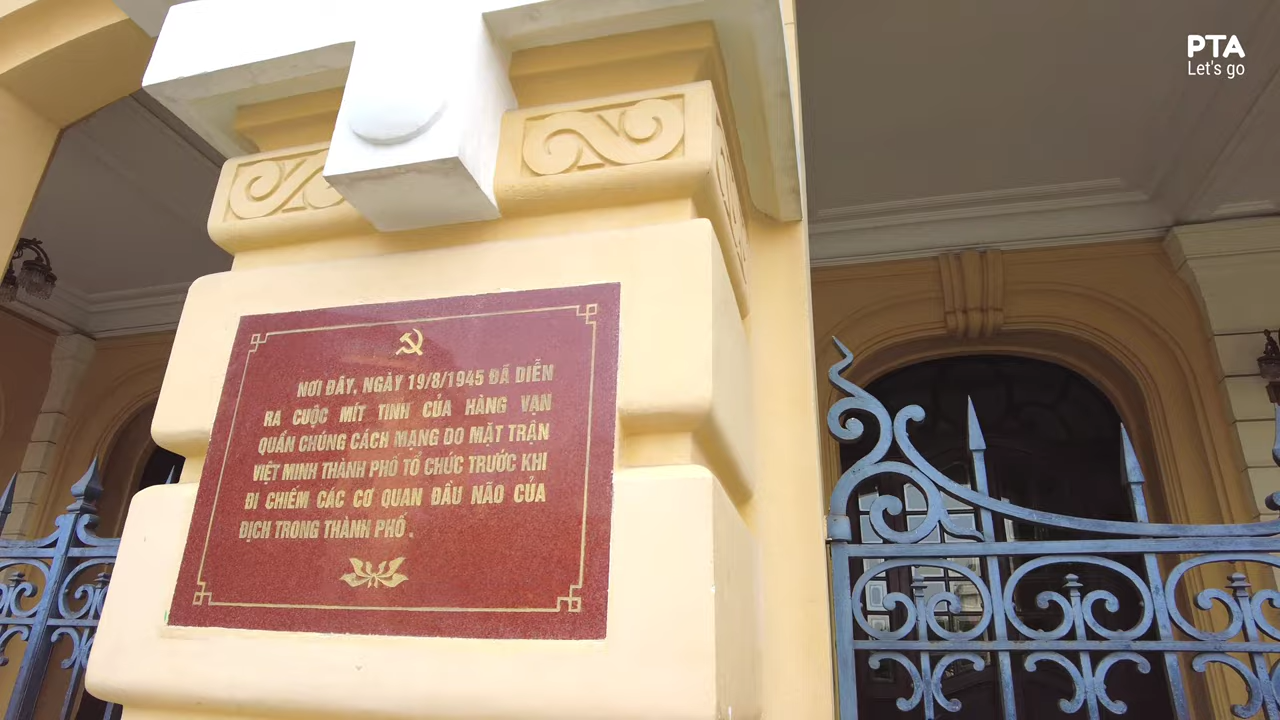 PTA
Let's go
NƠI ĐÂY, NGÀY 19/8/1945 ĐÃ DIỄN
RA CUỘC MÍT TINH CỦA HÀNG VẠN
QUẦN CHÚNG CÁCH MẠNG DO MẶT TRẬN
VIỆT MINH THÀNH PHỐ TỔ CHỨC TRƯỚC KHI
ĐI CHIẾM CÁC CƠ QUAN ĐẦU NÃO CỦA
ĐỊCH TRONG THÀNH PHỐ .